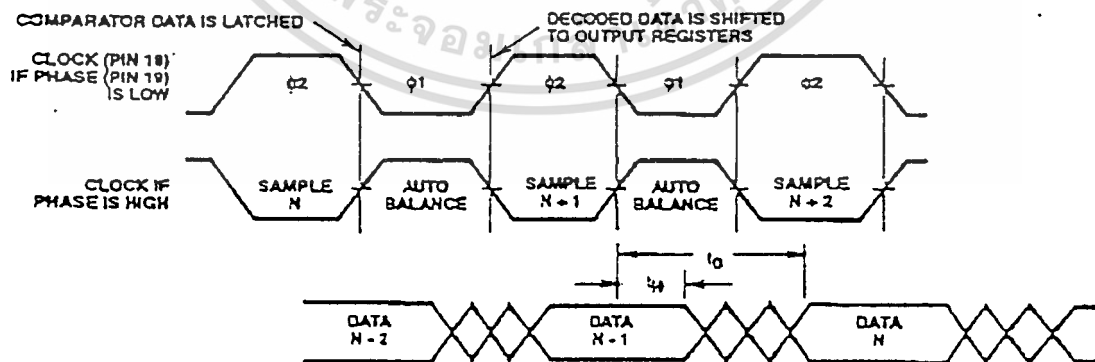 COMPARATOR DATA IS LATCHED
DECODED DATA IS SHIFTED
TO OUTPUT REGISTERS
CLOCK (PIN 18)
IF PHASE (PIN 19)
IS LOW
ϕ2
ϕ1
ϕ2
ϕ1
ϕ2
CLOCK IF
PHASE IS HIGH
SAMPLE
N
AUTO
BALANCE
SAMPLE
N + 1
AUTO
BALANCE
SAMPLE
N + 2
DATA
N - 2
DATA
N - 1
DATA
N